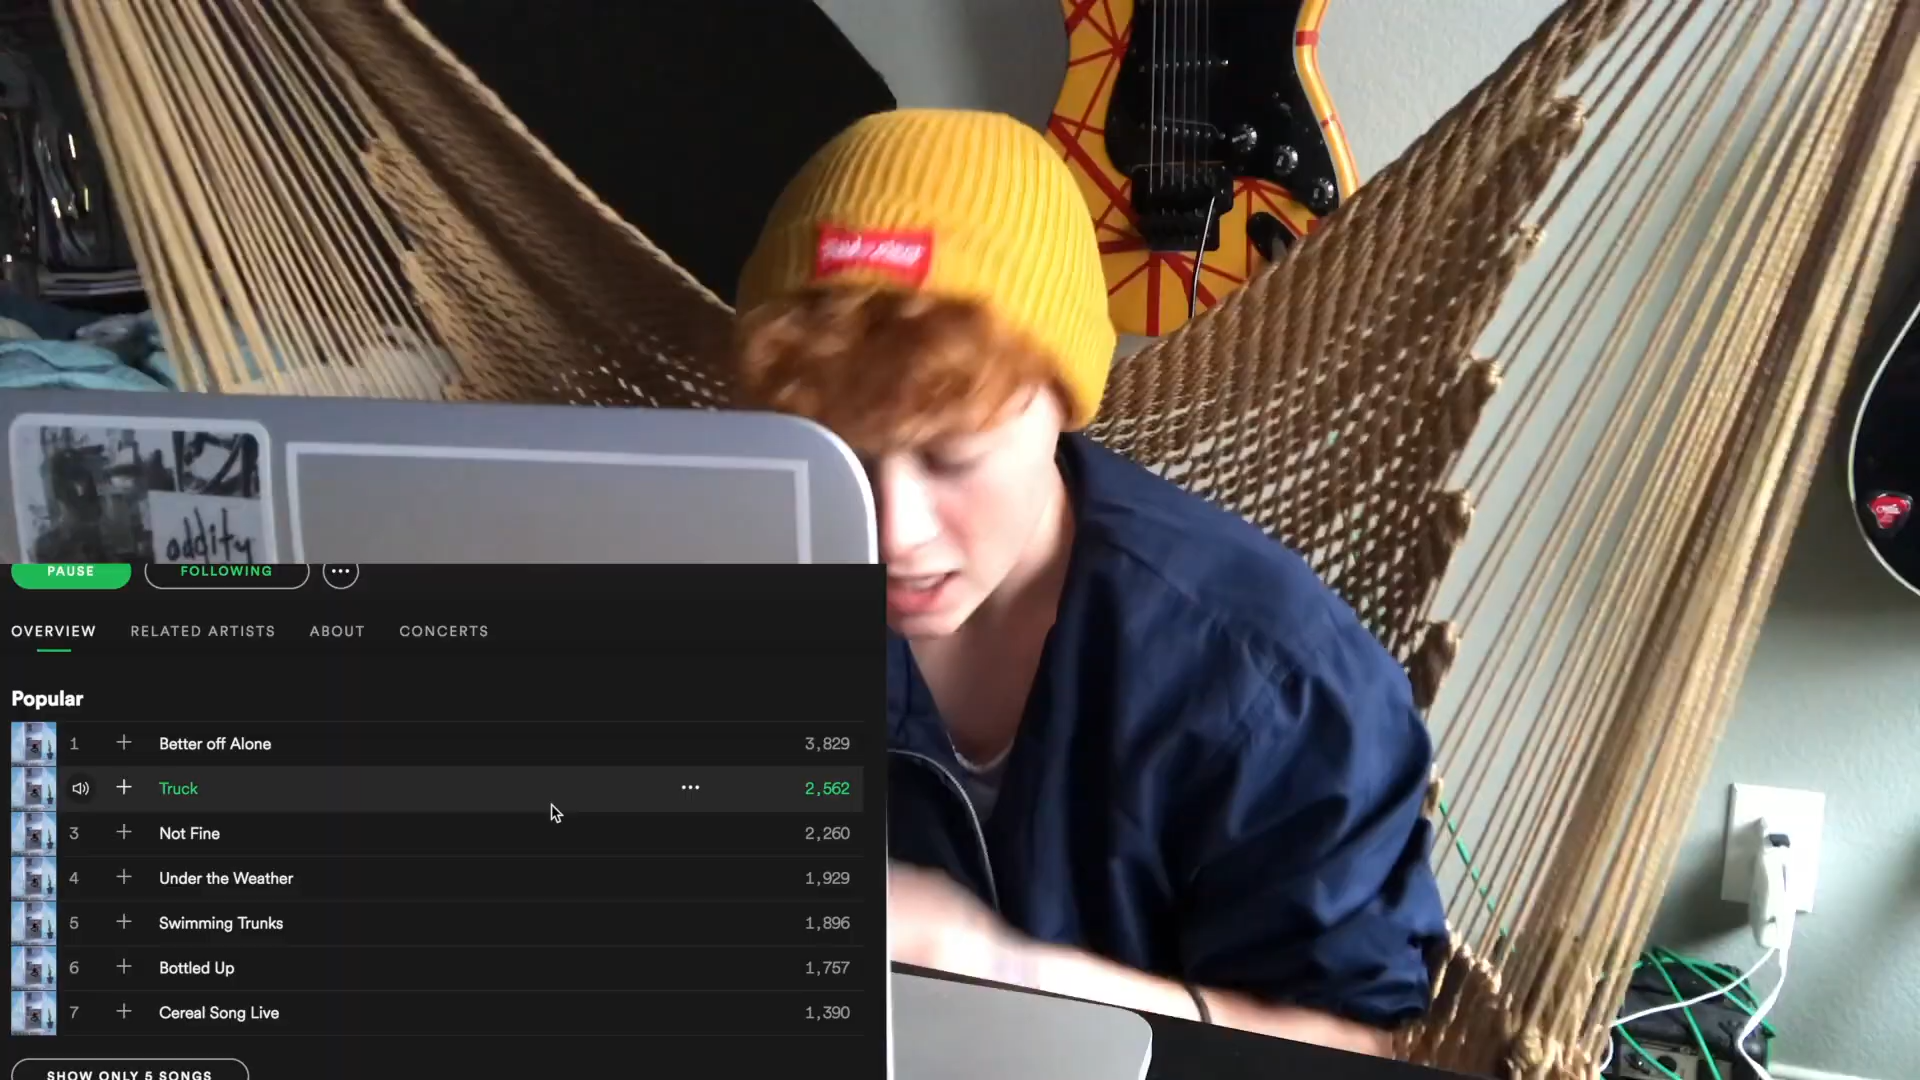 oddity
PAUSE FOLLOWING
OVERVIEW RELATED ARTISTS ABOUT CONCERTS
Popular
1 Better off Alone 3,829
Truck 2,562
3 Not Fine 2,260
4 Under the Weather 1,929
5 Swimming Trunks 1,896
6 Bottled Up 1,757
7 Cereal Song Live 1,390
SHOW ONLY 5 SONGS